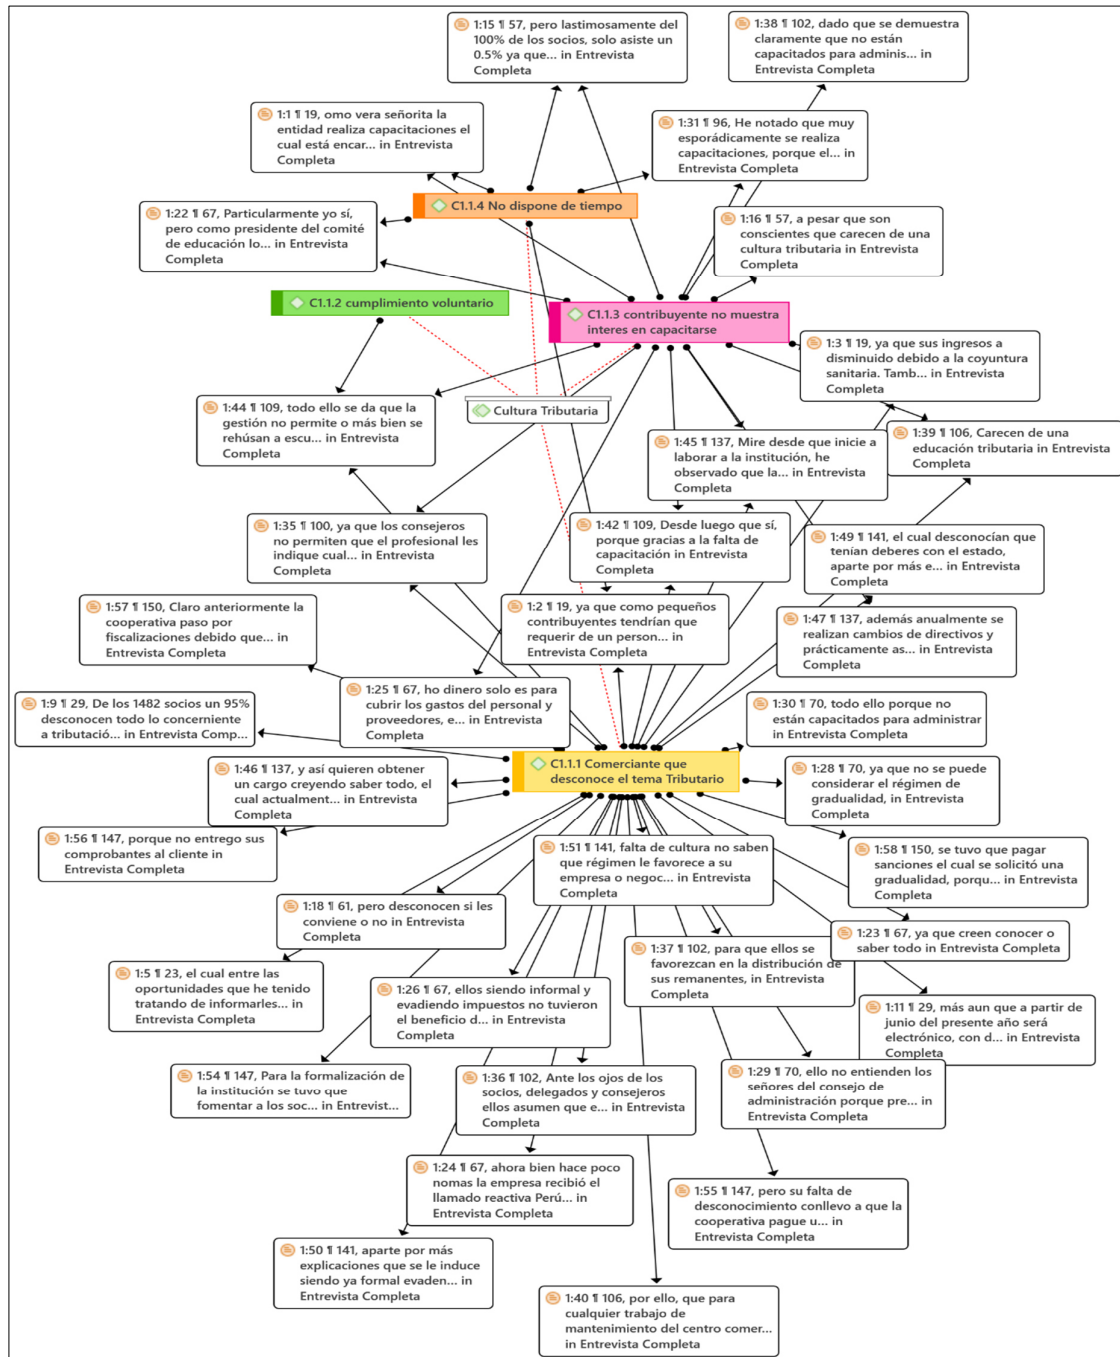 1:15 ¶ 57, pero lastimosamente del
100% de los socios, solo asiste un
0.5% ya que... in Entrevista
Completa
1:38 ¶ 102, dado que se demuestra
claramente que no están
capacitados para adminis...
in Entrevista Completa
1:1 ¶ 19, omo vera señorita la
entidad realiza capacitaciones el
cual está encar... in Entrevista
Completa
1:31 ¶ 96, He notado que muy
esporádicamente se realiza
capacitaciones, porque el... in
Entrevista Completa
C1.1.4 No dispone de tiempo
1:22 ¶ 67, Particularmente yo sí,
pero como presidente del comité
de educación lo... in Entrevista
Completa
1:16 ¶ 57, a pesar que son
conscientes que carecen de una
cultura tributaria in Entrevista
Completa
C1.1.2 cumplimiento voluntario
C1.1.3 contribuyente no muestra
interes en capacitarse
1:3 ¶ 19, ya que sus ingresos a
disminuido debido a la coyuntura
sanitaria. Tamb... in Entrevista
Completa
1:44 ¶ 109, todo ello se da que la
gestión no permite o más bien se
rehúsan a escu... in Entrevista
Completa
Cultura Tributaria
1:39 ¶ 106, Carecen de una
educación tributaria in Entrevista
Completa
1:45 ¶ 137, Mire desde que inicie a
laborar a la institución, he
observado que la... in Entrevista
Completa
1:35 ¶ 100, ya que los consejeros
no permiten que el profesional les
indique cual... in Entrevista
Completa
1:42 ¶ 109, Desde luego que sí,
porque gracias a la falta de
capacitación in Entrevista
Completa
1:49 ¶ 141, el cual desconocían que
tenían deberes con el estado,
aparte por más e... in Entrevista
Completa
1:57 ¶ 150, Claro anteriormente la
cooperativa paso por
fiscalizaciones debido que... in
Entrevista Completa
1:2 ¶ 19, ya que como pequeños
contribuyentes tendrían que
requerir de un person... in
Entrevista Completa
1:47 ¶ 137, además anualmente se
realizan cambios de directivos y
prácticamente as... in Entrevista
Completa
1:9 ¶ 29, De los 1482 socios un 95%
desconocen todo lo concerniente
a tributació... in Entrevista Comp...
1:25 ¶ 67, ho dinero solo es para
cubrir los gastos del personal y
proveedores, e... in Entrevista
Completa
1:30 ¶ 70, todo ello porque no
están capacitados para administrar
in Entrevista Completa
C1.1.1 Comerciante que
desconoce el tema Tributario
1:46 ¶ 137, y así quieren obtener
un cargo creyendo saber todo, el
cual actualment... in Entrevista
Completa
1:28 ¶ 70, ya que no se puede
considerar el régimen de
gradualidad, in Entrevista
Completa
1:56 ¶ 147, porque no entrego sus
comprobantes al cliente in
Entrevista Completa
1:51 ¶ 141, falta de cultura no saben
que régimen le favorece a su
empresa o negoc... in Entrevista
Completa
1:58 ¶ 150, se tuvo que pagar
sanciones el cual se solicitó una
gradualidad, porqu... in Entrevista
Completa
1:18 ¶ 61, pero desconocen si les
conviene o no in Entrevista
Completa
1:23 ¶ 67, ya que creen conocer o
saber todo in Entrevista Completa
1:37 ¶ 102, para que ellos se
favorezcan en la distribución de
sus remanentes, in Entrevista
Completa
1:5 ¶ 23, el cual entre las
oportunidades que he tenido
tratando de informarles...
in Entrevista Completa
1:26 ¶ 67, ellos siendo informal y
evadiendo impuestos no tuvieron
el beneficio d... in Entrevista
Completa
1:11 ¶ 29, más aun que a partir de
junio del presente año será
electrónico, con d... in Entrevista
Completa
1:54 ¶ 147, Para la formalización de
la institución se tuvo que
fomentar a los soc... in Entrevist...
1:36 ¶ 102, Ante los ojos de los
socios, delegados y consejeros
ellos asumen que e... in Entrevista
Completa
1:29 ¶ 70, ello no entienden los
señores del consejo de
administración porque pre... in
Entrevista Completa
1:24 ¶ 67, ahora bien hace poco
nomas la empresa recibió el
llamado reactiva Perú... in
Entrevista Completa
1:55 ¶ 147, pero su falta de
desconocimiento conllevo a que la
cooperativa pague u... in
Entrevista Completa
1:50 ¶ 141, aparte por más
explicaciones que se le induce
siendo ya formal evaden... in
Entrevista Completa
1:40 ¶ 106, por ello, que para
cualquier trabajo de
mantenimiento del centro comer...
in Entrevista Completa